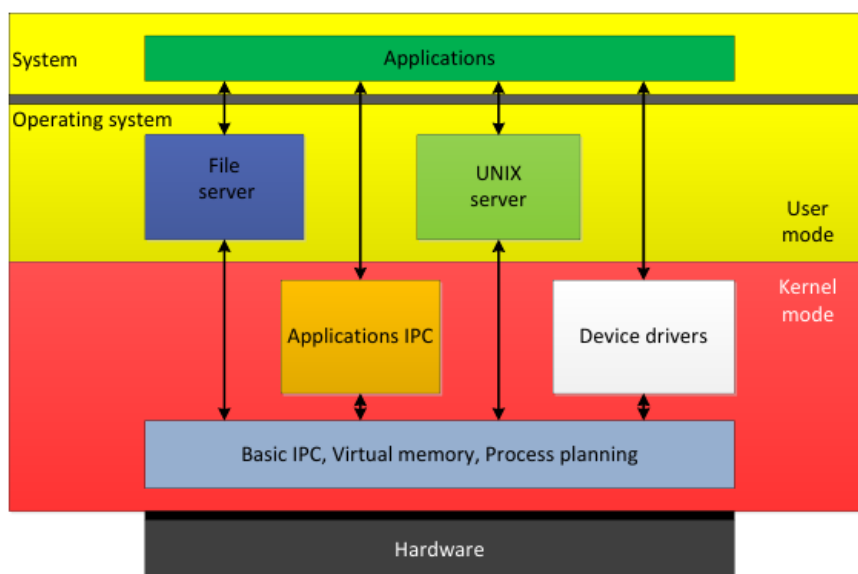 System
Applications
Operating system
File
server
UNIX
server
User
mode
Kernel
mode
Applications IPC
Device drivers
Basic IPC, Virtual memory, Process planning
Hardware